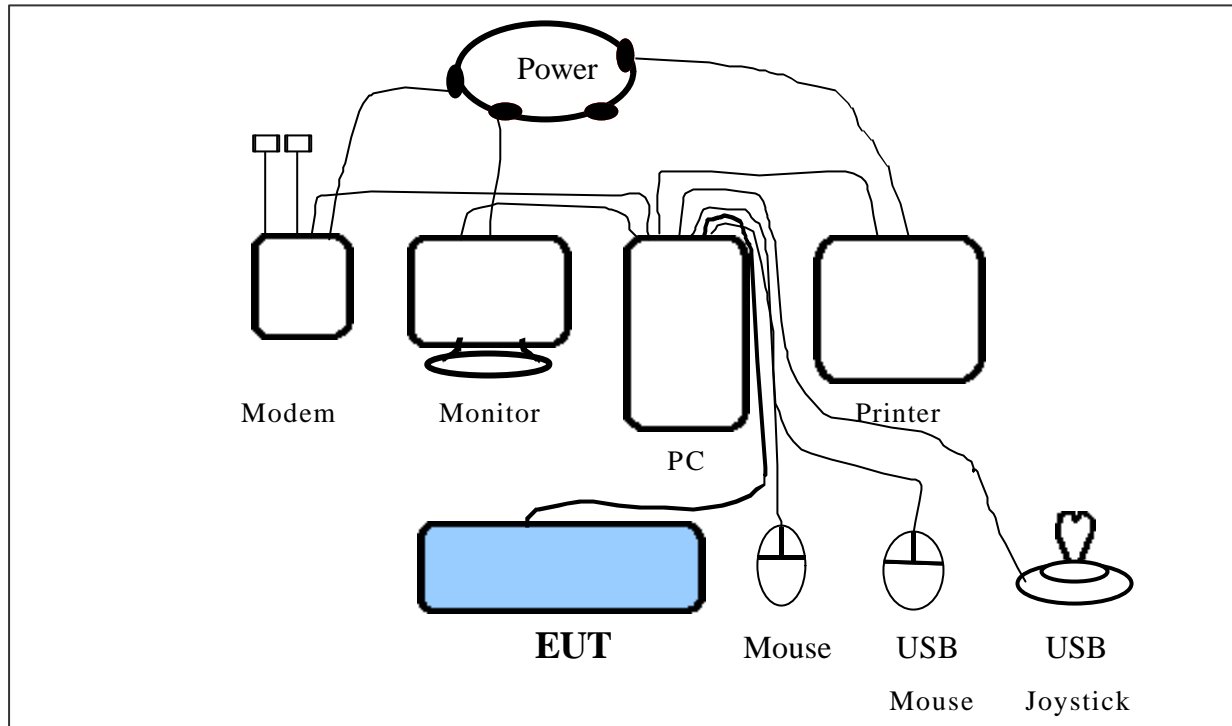 Power
Modem
Monitor
Printer
PC
EUT
Mouse
USB
Mouse
USB
Joystick